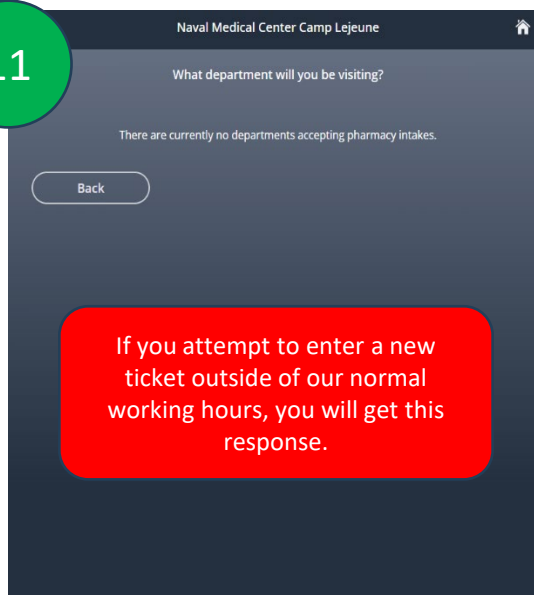 11
Naval Medical Center Camp Lejeune
What department will you be visiting?
There are currently no departments accepting pharmacy intakes.
Back
If you attempt to enter a new
ticket outside of our normal
working hours, you will get this
response.